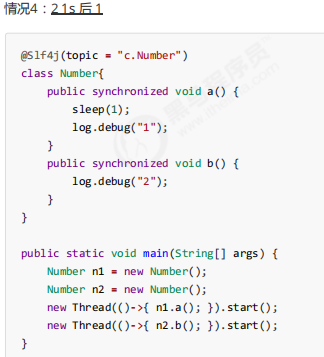 情况4：2 1s 后 1
@Slf4j(topic = "c.Number")
class Number{
    public synchronized void a() {
        sleep(1);
        log.debug("1");
    }
    public synchronized void b() {
        log.debug("2");
    }
}

public static void main(String[] args) {
    Number n1 = new Number();
    Number n2 = new Number();
    new Thread(()->{ n1.a(); }).start();
    new Thread(()->{ n2.b(); }).start();
}